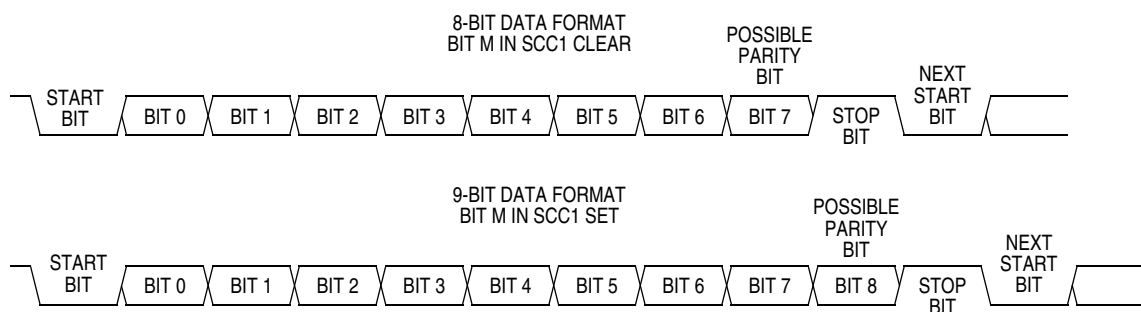 8-BIT DATA FORMAT
BIT M IN SCC1 CLEAR
POSSIBLE
PARITY
BIT
START
BIT
BIT 0
BIT 1
BIT 2
BIT 3
BIT 4
BIT 5
BIT 6
BIT 7
STOP
BIT
NEXT
START
BIT
9-BIT DATA FORMAT
BIT M IN SCC1 SET
POSSIBLE
PARITY
BIT
START
BIT
BIT 0
BIT 1
BIT 2
BIT 3
BIT 4
BIT 5
BIT 6
BIT 7
BIT 8
STOP
BIT
NEXT
START
BIT